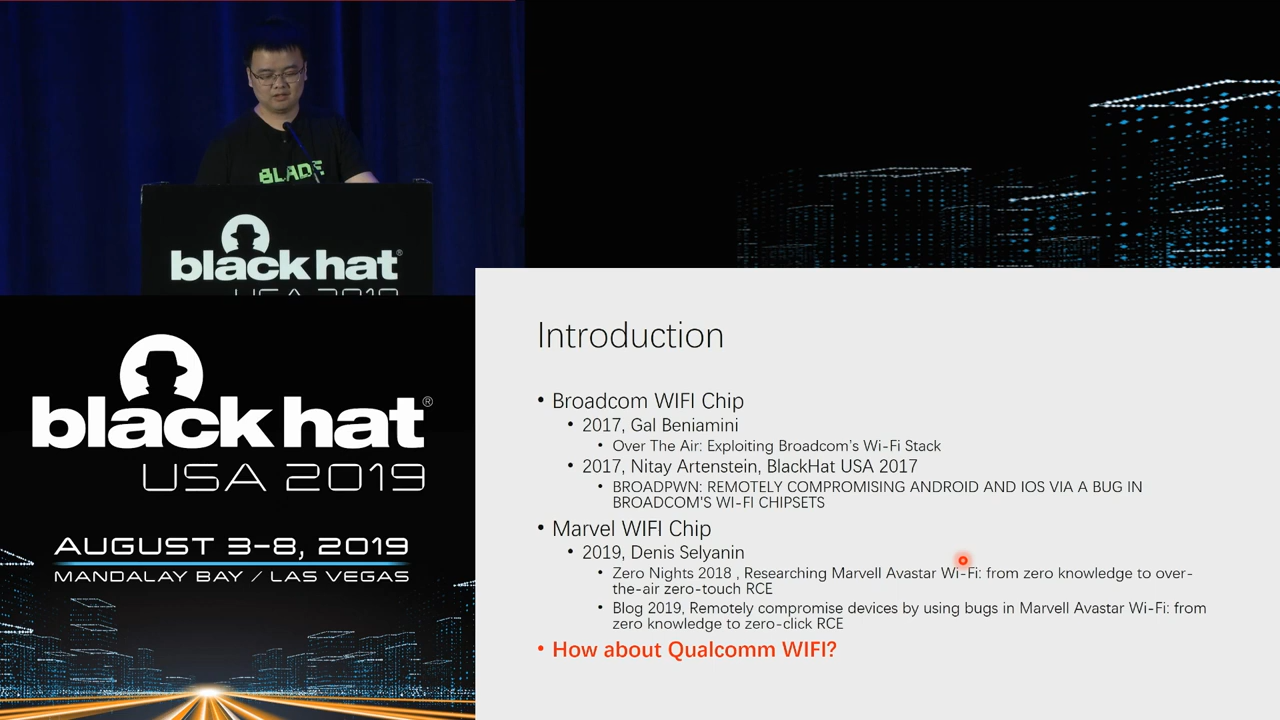 BLADE
black hat®
USA 2019
black hat®
USA 2019
AUGUST 3-8, 2019
MANDALAY BAY / LAS VEGAS
Introduction
• Broadcom WIFI Chip
• 2017, Gal Beniamini
• Over The Air: Exploiting Broadcom's Wi-Fi Stack
• 2017, Nitay Artenstein, BlackHat USA 2017
• BROADPWN: REMOTELY COMPROMISING ANDROID AND IOS VIA A BUG IN
BROADCOM'S WI-FI CHIPSETS
• Marvel WIFI Chip
• 2019, Denis Selyanin
• Zero Nights 2018 , Researching Marvell Avastar Wi-Fi: from zero knowledge to over-
the-air zero-touch RCE
• Blog 2019, Remotely compromise devices by using bugs in Marvell Avastar Wi-Fi: from
zero knowledge to zero-click RCE
• How about Qualcomm WIFI?